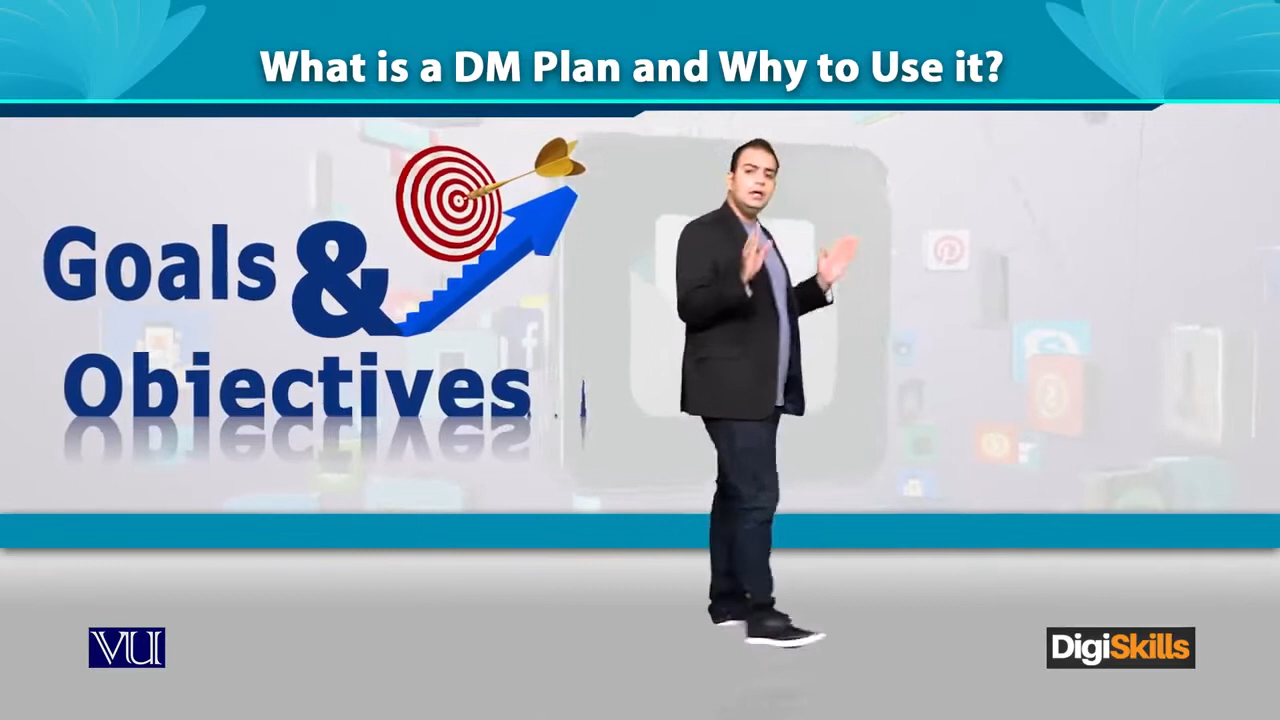 What is a DM Plan and Why to Use it?
Goals &
Objectives
VU
DigiSkills